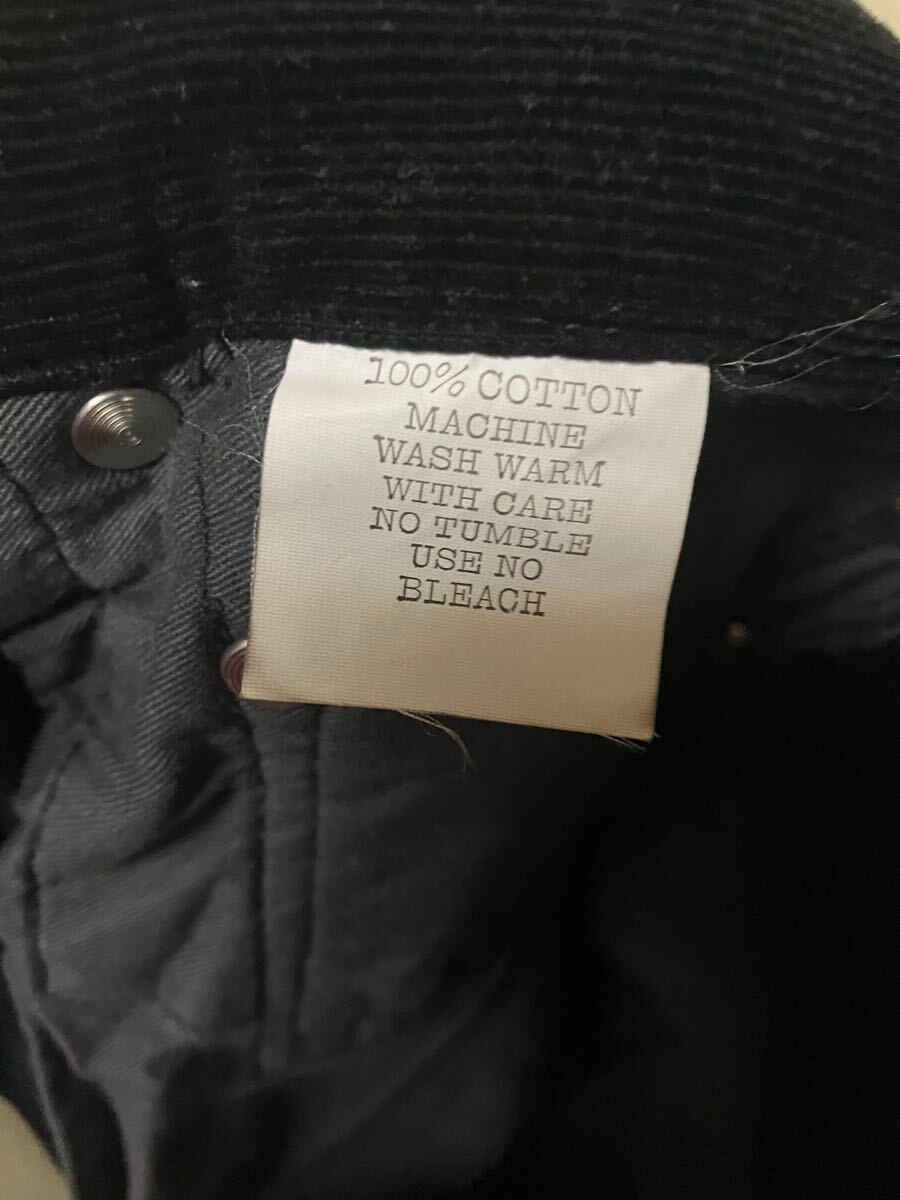 100% COTTON
MACHINE
WASH WARM
WITH CARE
NO TUMBLE
USE NO
BLEACH